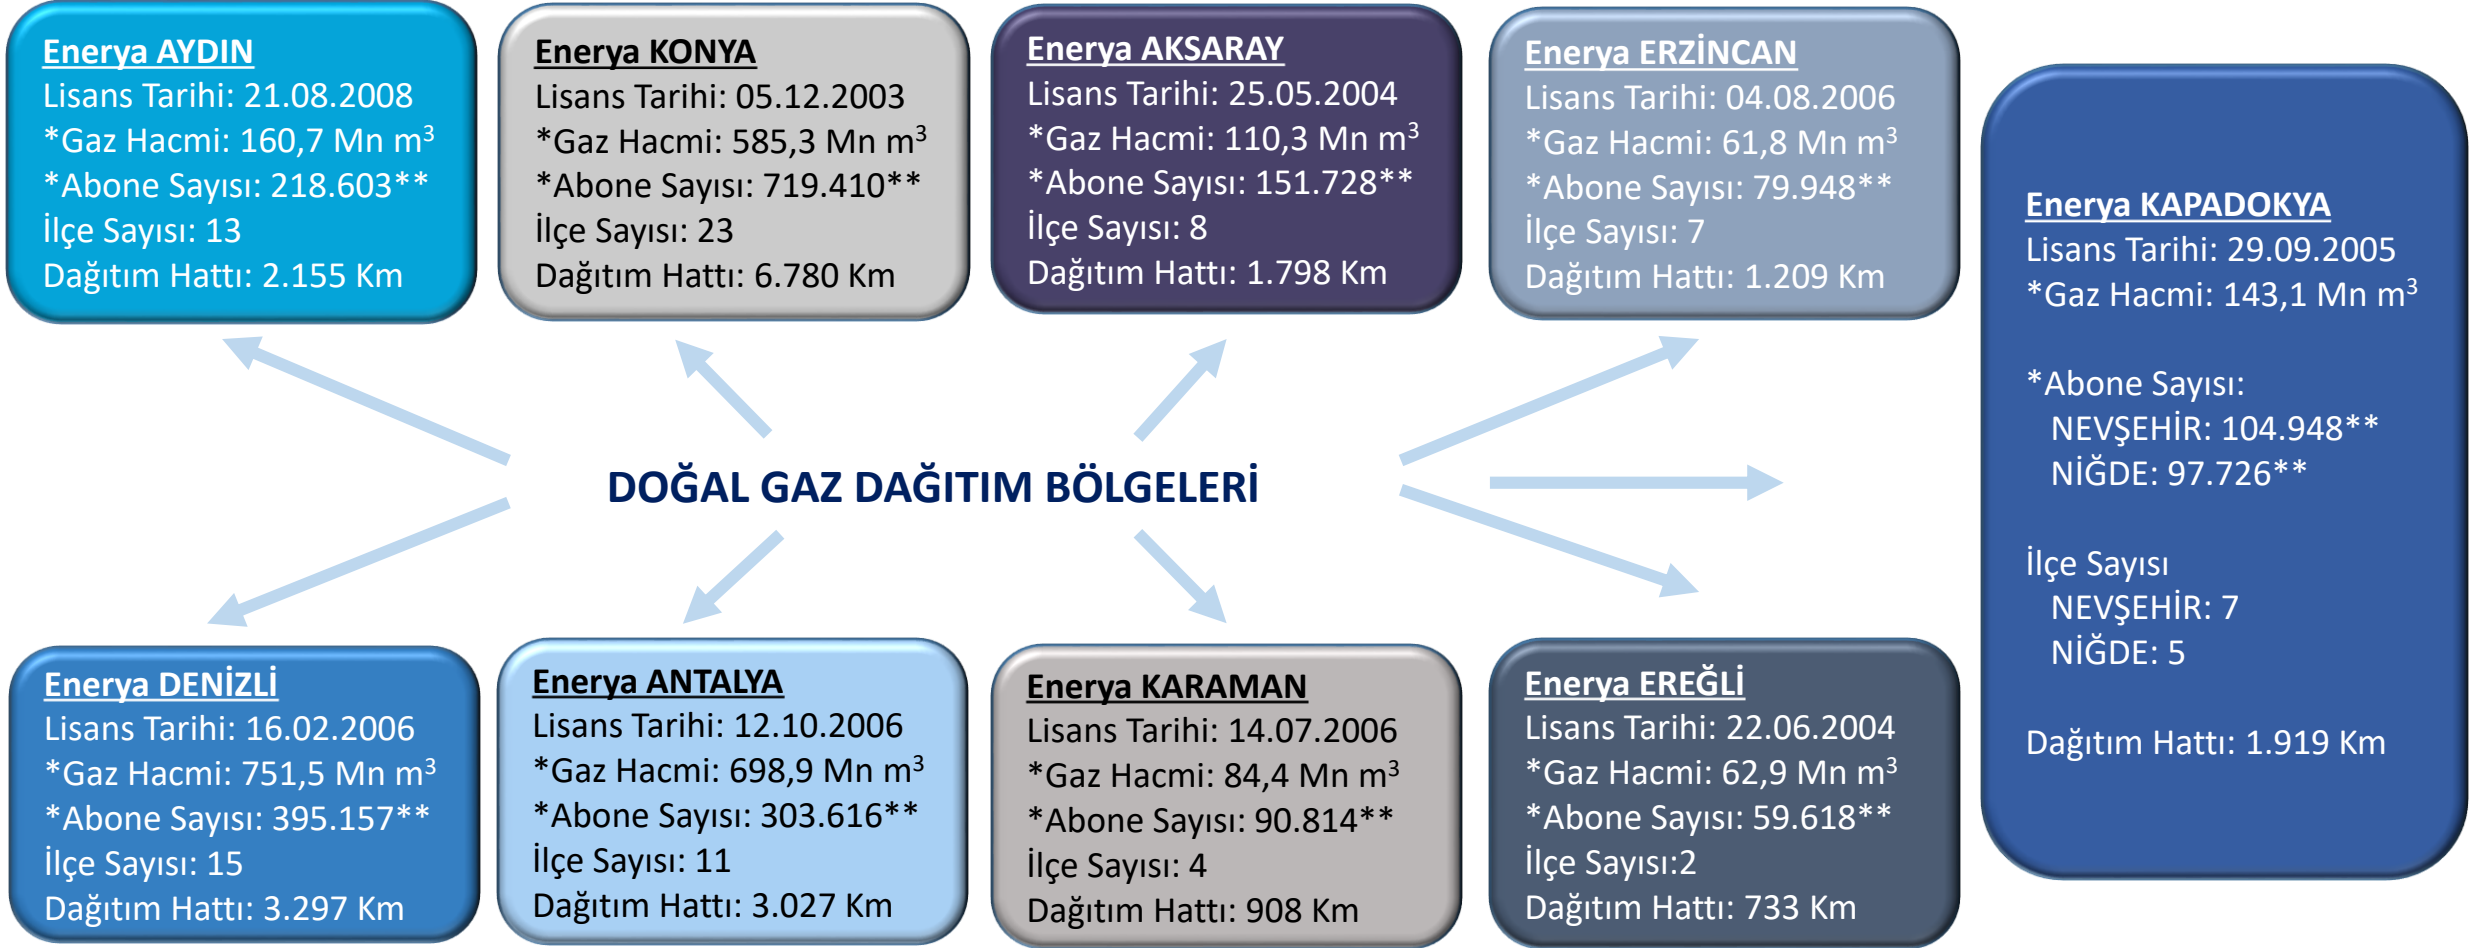 Enerya AYDIN
Lisans Tarihi: 21.08.2008
*Gaz Hacmi: 160,7 Mn m³
*Abone Sayısı: 218.603**
İlçe Sayısı: 13
Dağıtım Hattı: 2.155 Km
Enerya KONYA
Lisans Tarihi: 05.12.2003
*Gaz Hacmi: 585,3 Mn m³
*Abone Sayısı: 719.410**
İlçe Sayısı: 23
Dağıtım Hattı: 6.780 Km
Enerya AKSARAY
Lisans Tarihi: 25.05.2004
*Gaz Hacmi: 110,3 Mn m³
*Abone Sayısı: 151.728**
İlçe Sayısı: 8
Dağıtım Hattı: 1.798 Km
Enerya ERZİNCAN
Lisans Tarihi: 04.08.2006
*Gaz Hacmi: 61,8 Mn m³
*Abone Sayısı: 79.948**
İlçe Sayısı: 7
Dağıtım Hattı: 1.209 Km
Enerya KAPADOKYA
Lisans Tarihi: 29.09.2005
*Gaz Hacmi: 143,1 Mn m³
*Abone Sayısı:
NEVŞEHİR: 104.948**
NİĞDE: 97.726**
İlçe Sayısı
NEVŞEHİR: 7
NİĞDE: 5
Dağıtım Hattı: 1.919 Km
DOĞAL GAZ DAĞITIM BÖLGELERİ
Enerya DENİZLİ
Lisans Tarihi: 16.02.2006
*Gaz Hacmi: 751,5 Mn m³
*Abone Sayısı: 395.157**
İlçe Sayısı: 15
Dağıtım Hattı: 3.297 Km
Enerya ANTALYA
Lisans Tarihi: 12.10.2006
*Gaz Hacmi: 698,9 Mn m³
*Abone Sayısı: 303.616**
İlçe Sayısı: 11
Dağıtım Hattı: 3.027 Km
Enerya KARAMAN
Lisans Tarihi: 14.07.2006
*Gaz Hacmi: 84,4 Mn m³
*Abone Sayısı: 90.814**
İlçe Sayısı: 4
Dağıtım Hattı: 908 Km
Enerya EREĞLİ
Lisans Tarihi: 22.06.2004
*Gaz Hacmi: 62,9 Mn m³
*Abone Sayısı: 59.618**
İlçe Sayısı:2
Dağıtım Hattı: 733 Km